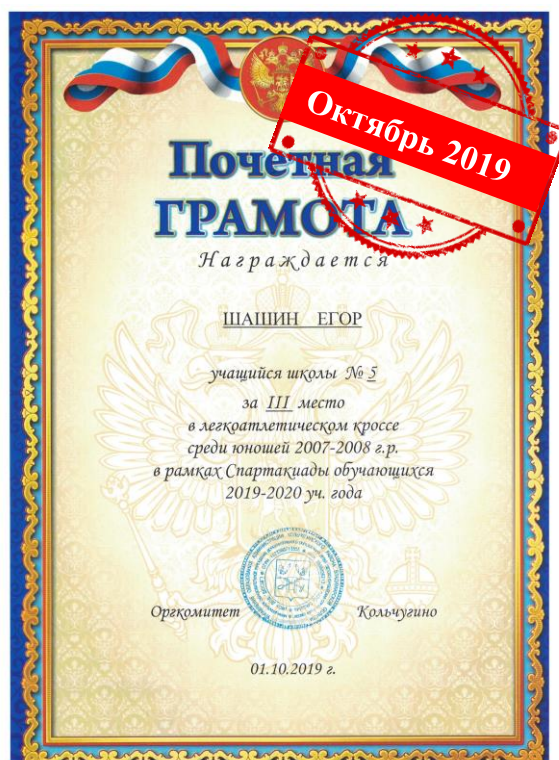 Октябрь 2019
Почетная
ГРАМОТА
Награждается
ШАШИН ЕГОР
учащийся школы № 5
за III место
в легкоатлетическом кроссе
среди юношей 2007-2008 г.р.
в рамках Спартакиады обучающихся
2019-2020 уч. года
Оргкомитет Кольчугино
01.10.2019 г.